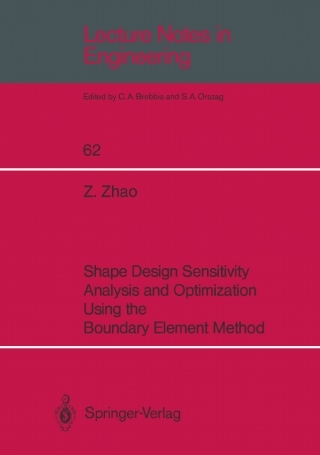 Lecture Notes in
Engineering
Edited by C. A. Brebbia and S. A. Orszag
62
Z. Zhao
Shape Design Sensitivity
Analysis and Optimization
Using the
Boundary Element Method
Springer-Verlag